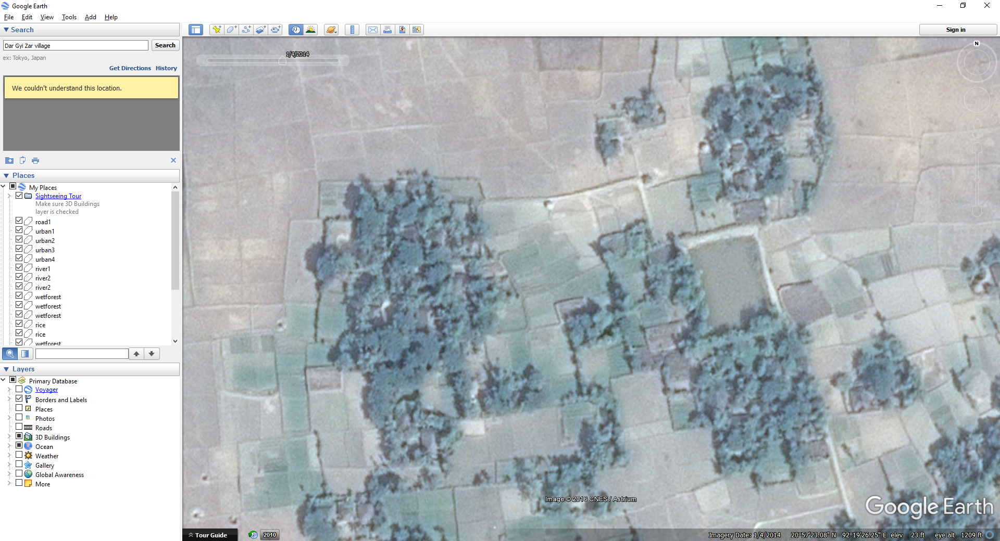 Google Earth
File Edit View Tools Add Help
Search
Dar Gyi Zar village
Search
ex: Tokyo, Japan
Get Directions History
We couldn't understand this location.
Places
My Places
Sightseeing Tour
Make sure 3D Buildings
layer is checked
road1
urban1
urban2
urban3
urban4
river1
river2
river2
wetforest
wetforest
wetforest
rice
rice
wetforest
Layers
Primary Database
Voyager
Borders and Labels
Places
Photos
Roads
3D Buildings
Ocean
Weather
Gallery
Global Awareness
More
Sign in
1/4/2014
N
Image © 2016 CNES / Astrium
Google Earth
Tour Guide
2010
Imagery Date: 1/4/2014 20°57'23.08" N 92°19'26.25" E elev 23 ft eye alt 1209 ft